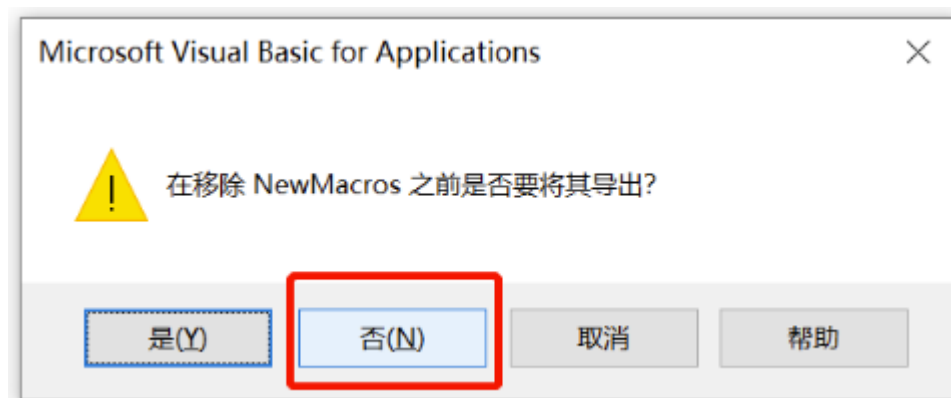 Microsoft Visual Basic for Applications
在移除 NewMacros 之前是否要将其导出?
是(Y)
否(N)
取消
帮助